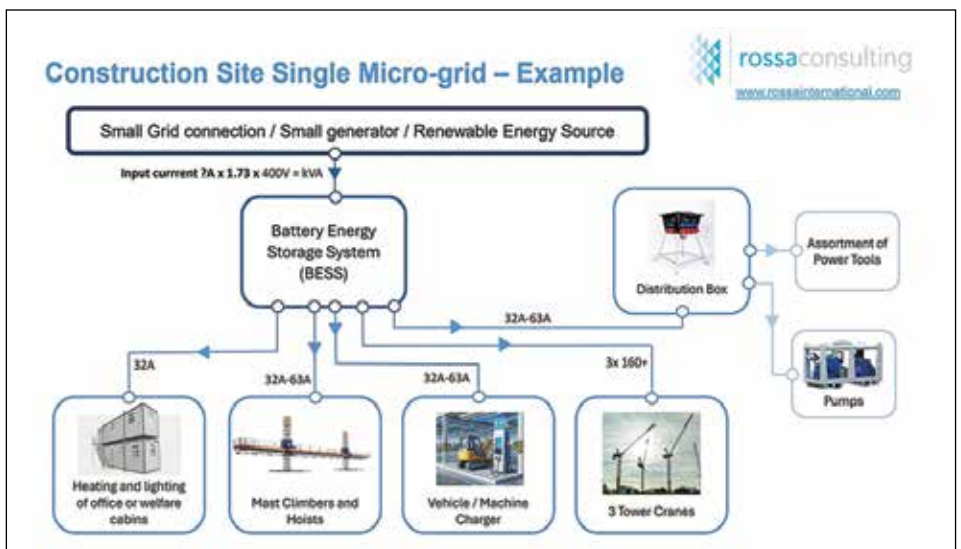 rossaconsulting
www.rossainternational.com
Construction Site Single Micro-grid – Example
Small Grid connection / Small generator / Renewable Energy Source
Input currrent ?A x 1.73 x 400V = kVA
Battery Energy
Storage System
(BESS)
Distribution Box
Assortment of
Power Tools
32A-63A
Pumps
32A
32A-63A
32A-63A
3x 160+
Heating and lighting
of office or welfare
cabins
Mast Climbers and
Hoists
Vehicle / Machine
Charger
3 Tower Cranes